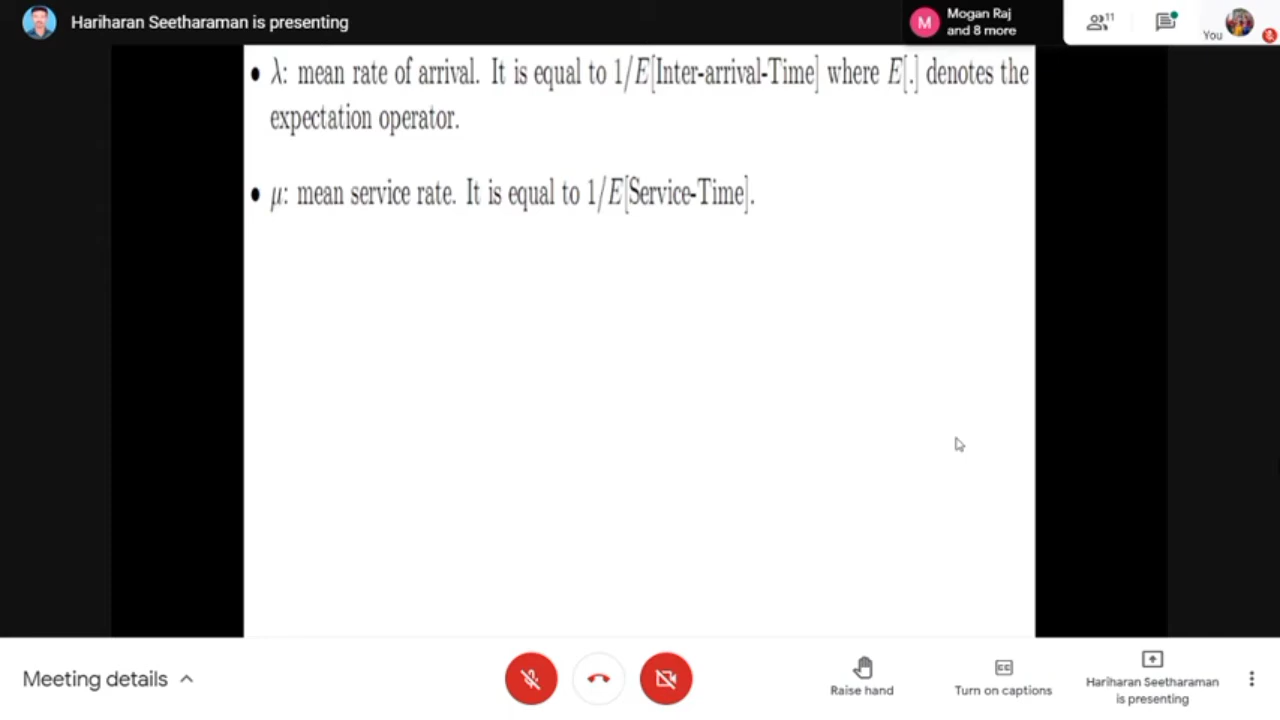 Hariharan Seetharaman is presenting
M
Mogan Raj
and 8 more
11
You
• λ: mean rate of arrival. It is equal to 1/E[Inter-arrival-Time] where E[.] denotes the
expectation operator.
• μ: mean service rate. It is equal to 1/E[Service-Time].
Meeting details
Raise hand
CC
Turn on captions
Hariharan Seetharaman
is presenting